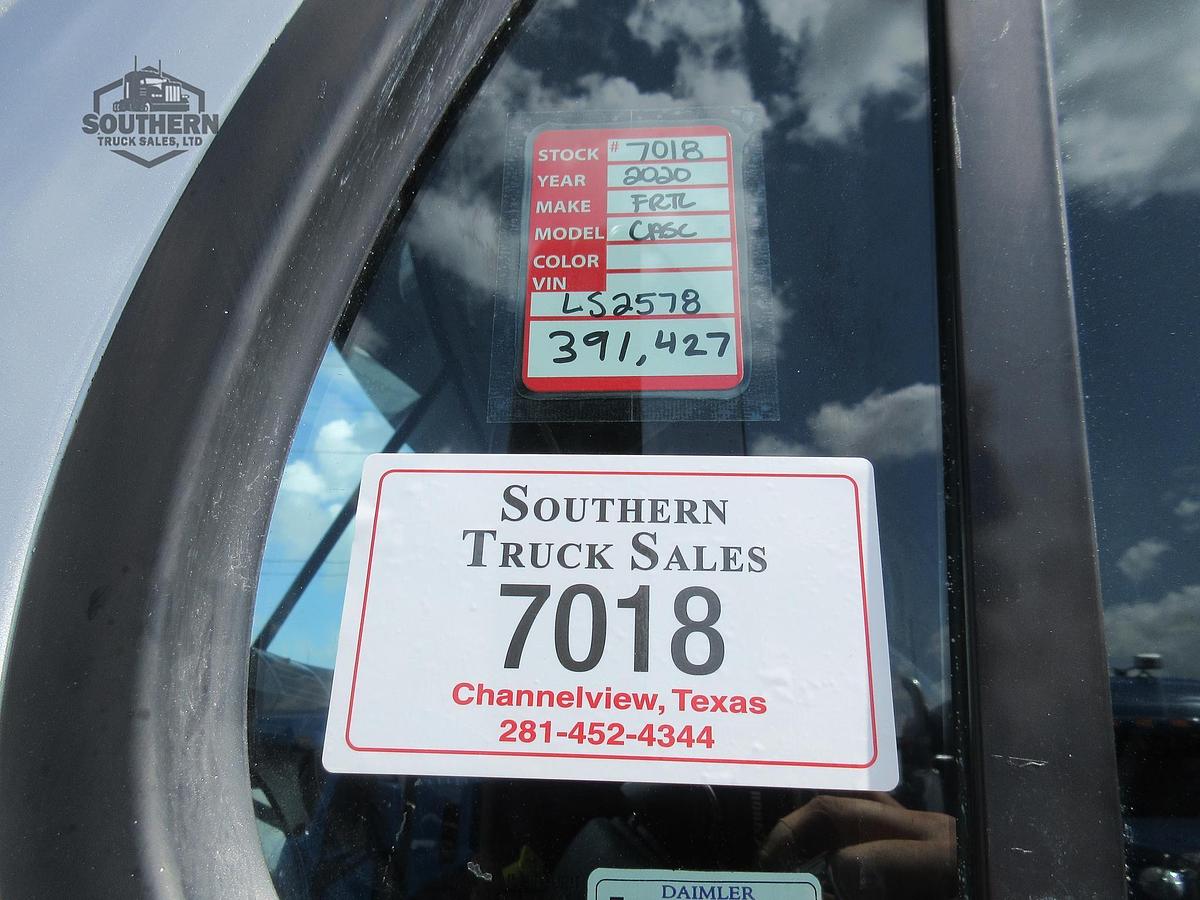 SOUTHERN
TRUCK SALES, LTD
STOCK # 7018
YEAR 2020
MAKE FRTL
MODEL CASC
COLOR
VIN
LS2578
391,427
SOUTHERN
TRUCK SALES
7018
Channelview, Texas
281-452-4344
DAIMLER